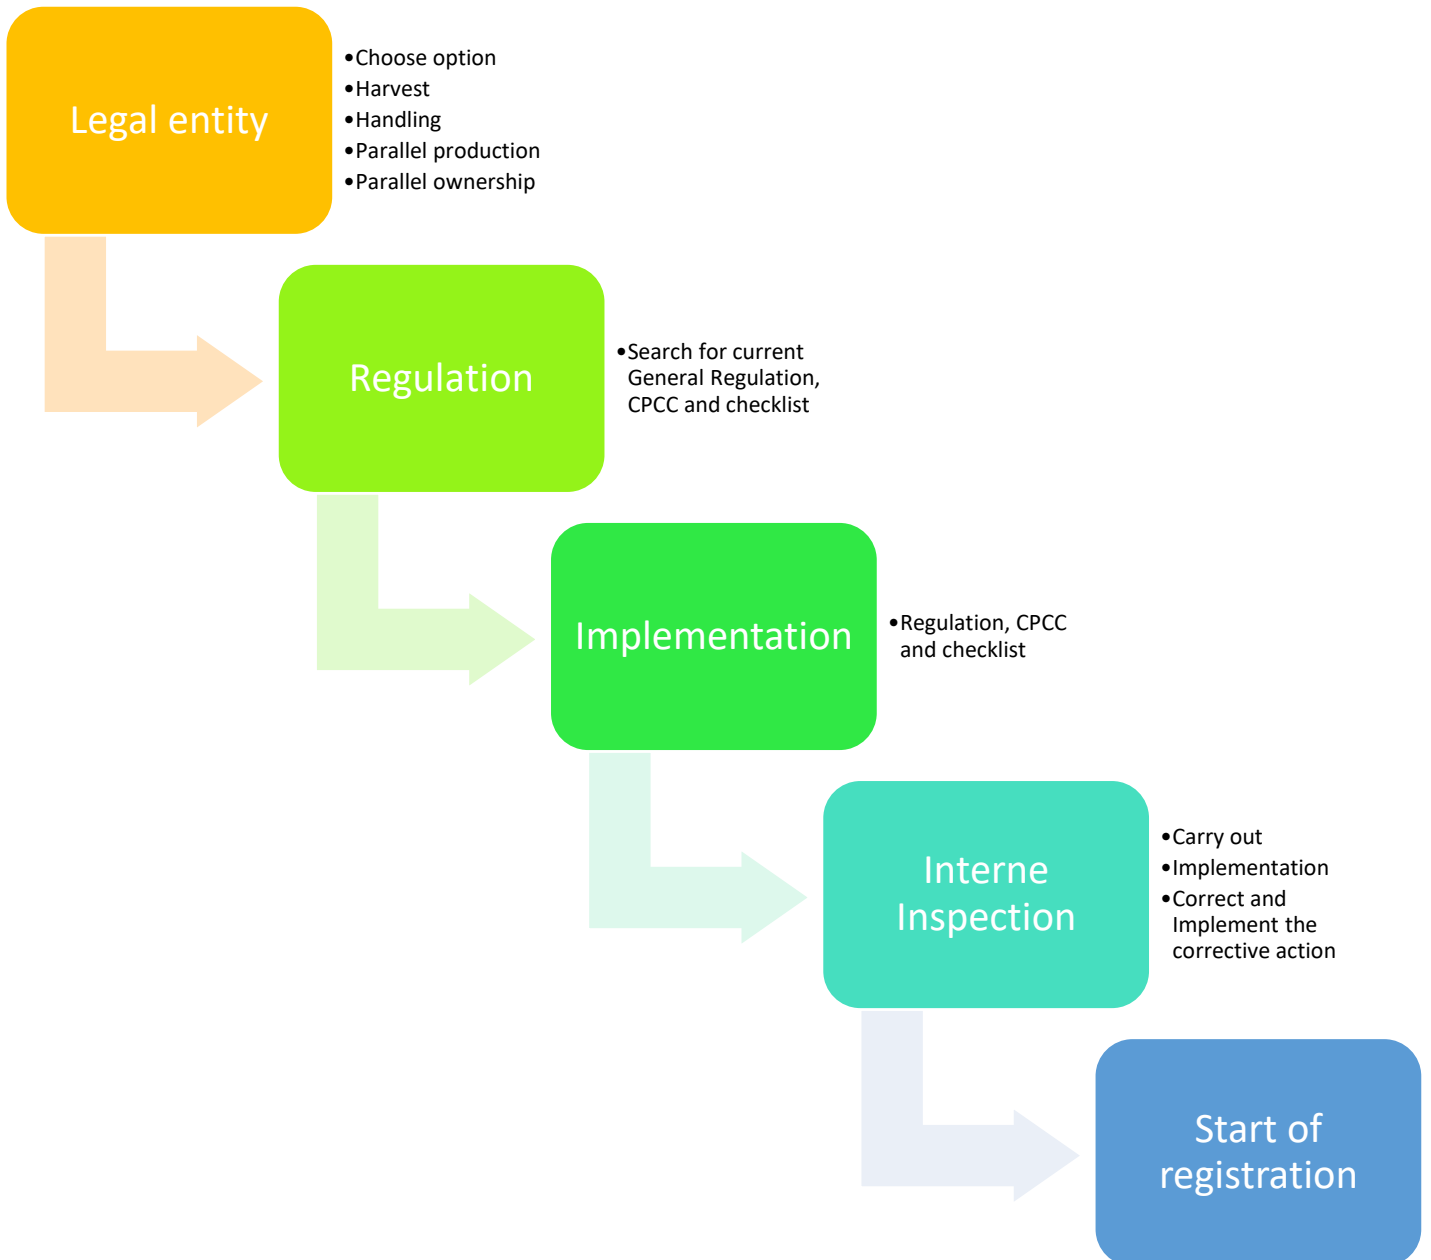 Legal entity
•Choose option
•Harvest
•Handling
•Parallel production
•Parallel ownership
Regulation
•Search for current
General Regulation,
CPCC and checklist
Implementation
•Regulation, CPCC
and checklist
Interne
Inspection
•Carry out
•Implementation
•Correct and
Implement the
corrective action
Start of
registration